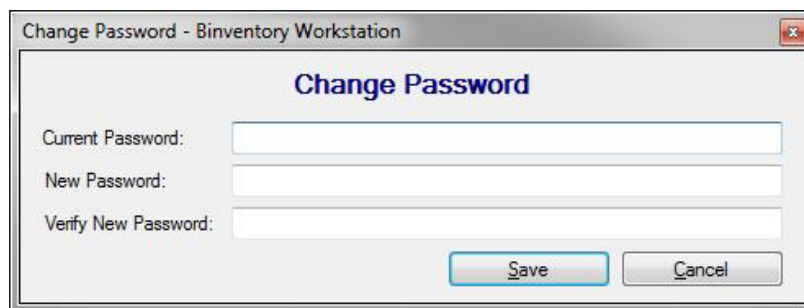 Change Password - Binventory Workstation
Change Password
Current Password:
New Password:
Verify New Password:
Save Cancel